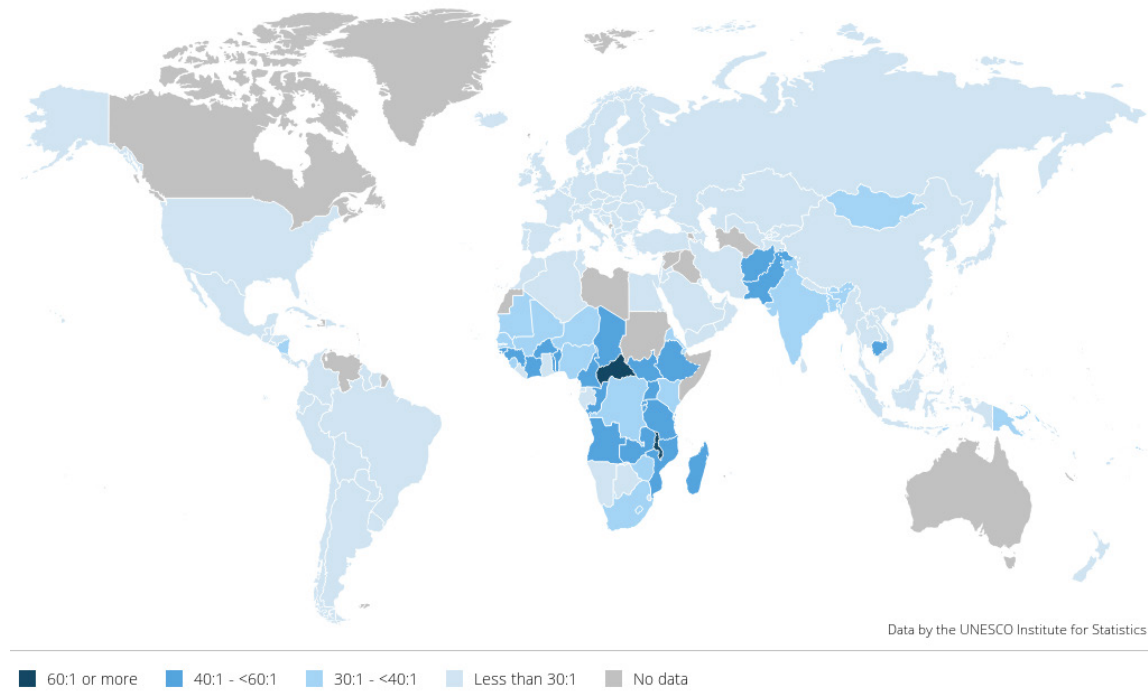 Data by the UNESCO Institute for Statistics
60:1 or more 40:1 - <60:1 30:1 - <40:1 Less than 30:1 No data